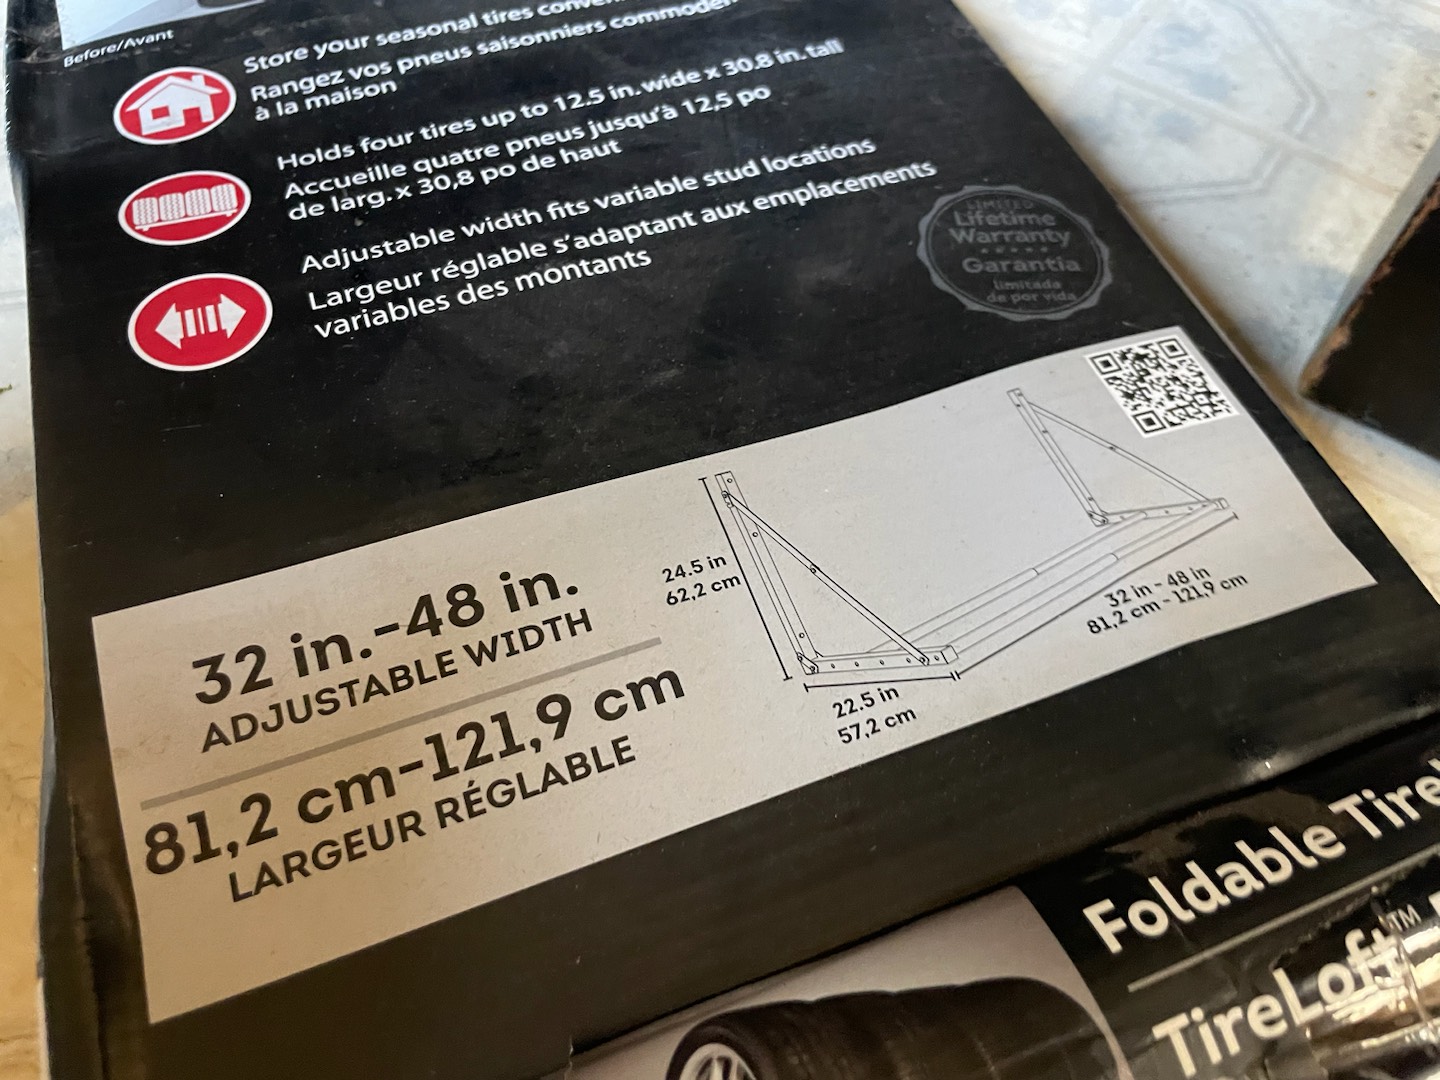 Before/Avant
Store your seasonal tires
Rangez vos pneus saisonniers
à la maison
Holds four tires up to 12.5 in. wide x 30.8 in. tall
Accueille quatre pneus jusqu'à 12,5 po
de larg. x 30,8 po de haut
Adjustable width fits variable stud locations
Largeur réglable s'adaptant aux emplacements
variables des montants
LIMITED
Lifetime
Warranty
Garantia
limitada
de por vida
24.5 in
62,2 cm
32 in - 48 in
81,2 cm - 121,9 cm
22.5 in
57,2 cm
32 in.-48 in.
ADJUSTABLE WIDTH
81,2 cm-121,9 cm
LARGEUR RÉGLABLE
Foldable Tire
TireLoft™